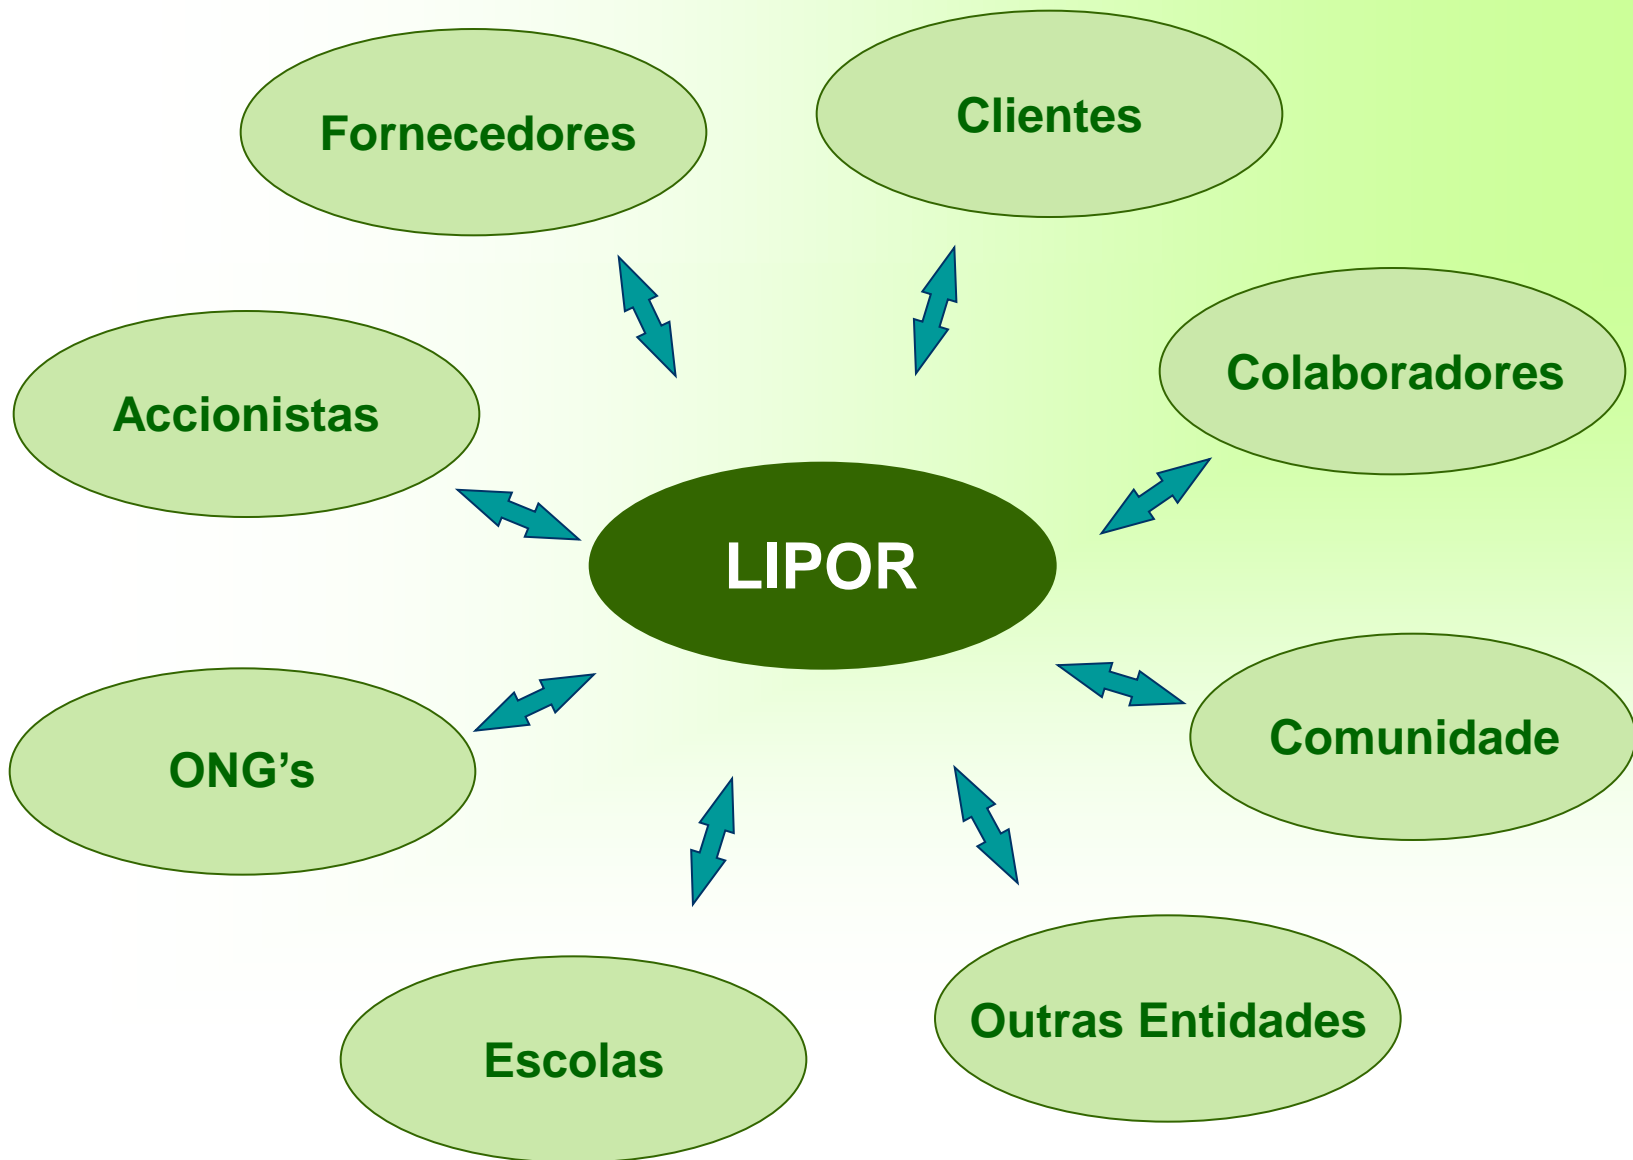 Fornecedores
Clientes
Accionistas
Colaboradores
LIPOR
ONG’s
Comunidade
Escolas
Outras Entidades